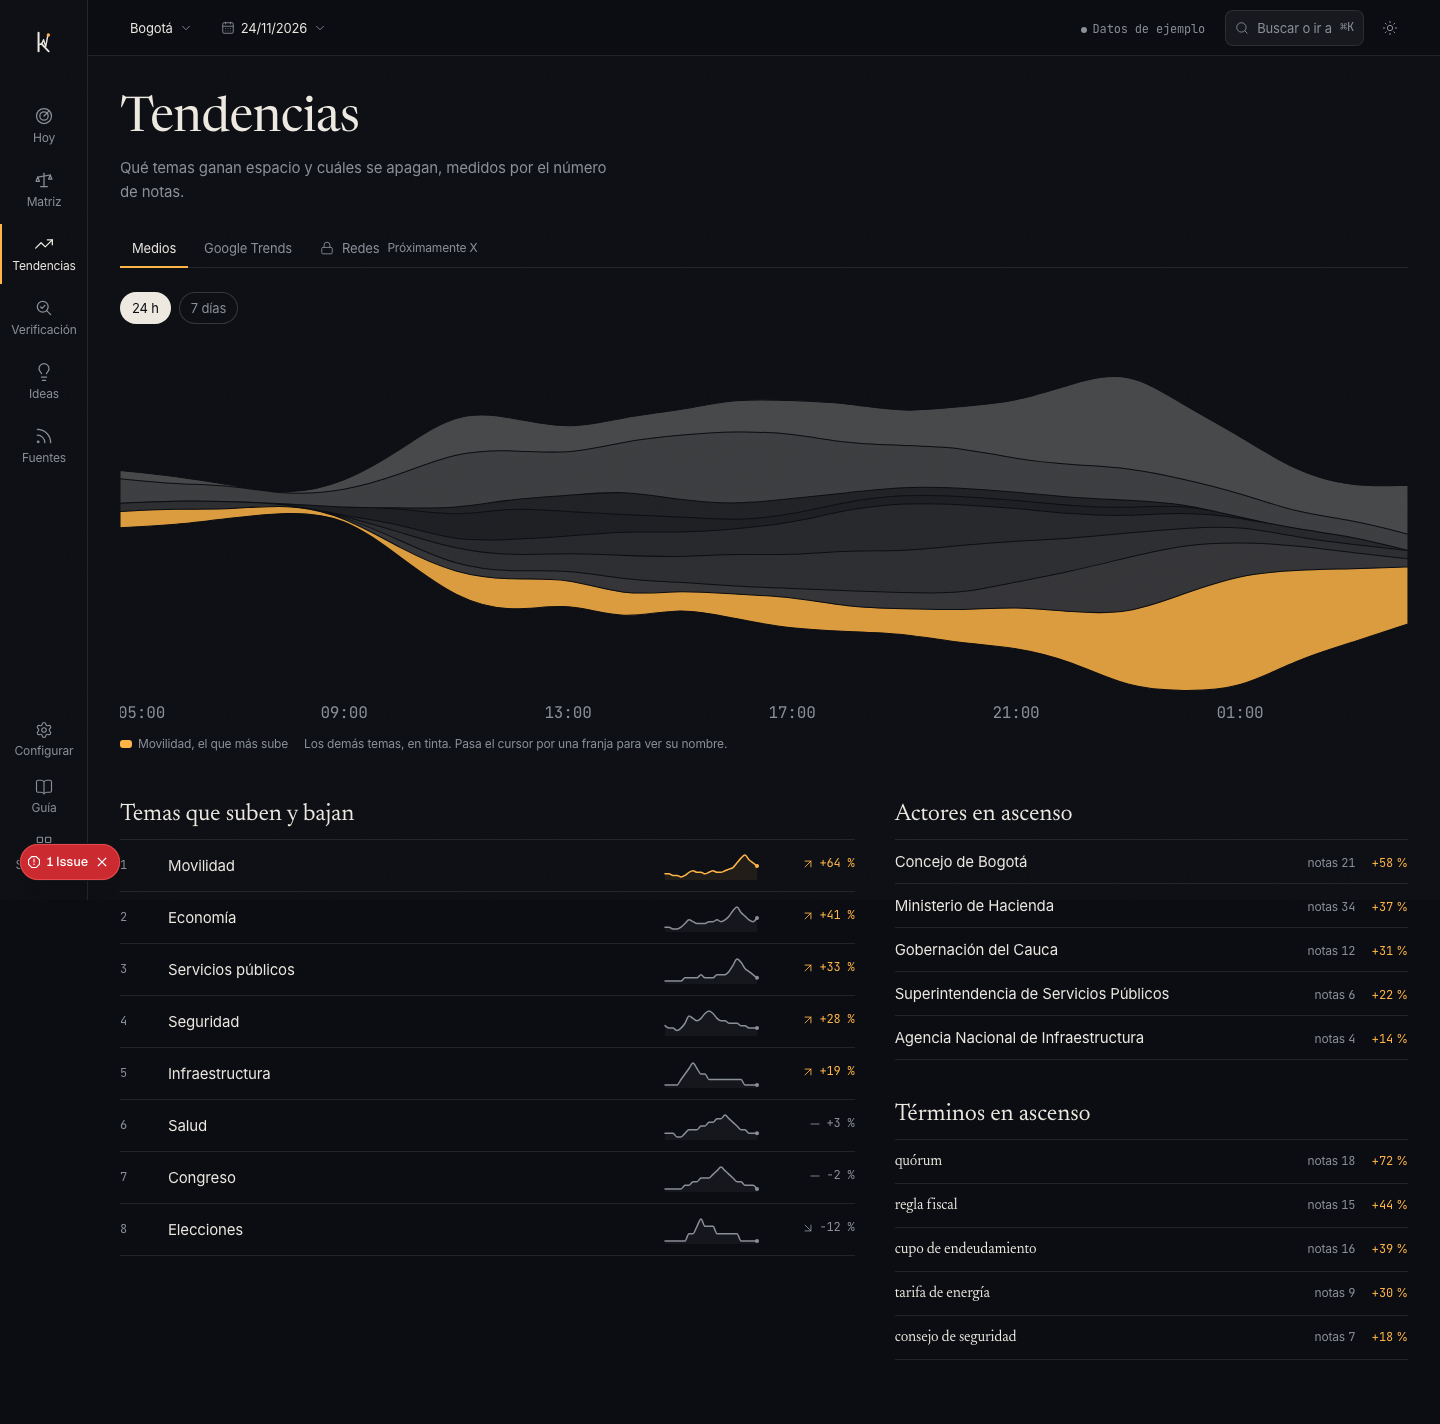 Bogotá
24/11/2026
Datos de ejemplo
Buscar o ir a ⌘K
Hoy
Matriz
Tendencias
Verificación
Ideas
Fuentes
Configurar
Guía
1 Issue
Tendencias
Qué temas ganan espacio y cuáles se apagan, medidos por el número
de notas.
Medios Google Trends Redes Próximamente X
24 h 7 días
05:00 09:00 13:00 17:00 21:00 01:00
Movilidad, el que más sube Los demás temas, en tinta. Pasa el cursor por una franja para ver su nombre.
Temas que suben y bajan
1 Movilidad +64 %
2 Economía +41 %
3 Servicios públicos +33 %
4 Seguridad +28 %
5 Infraestructura +19 %
6 Salud — +3 %
7 Congreso — -2 %
8 Elecciones -12 %
Actores en ascenso
Concejo de Bogotá notas 21 +58 %
Ministerio de Hacienda notas 34 +37 %
Gobernación del Cauca notas 12 +31 %
Superintendencia de Servicios Públicos notas 6 +22 %
Agencia Nacional de Infraestructura notas 4 +14 %
Términos en ascenso
quórum notas 18 +72 %
regla fiscal notas 15 +44 %
cupo de endeudamiento notas 16 +39 %
tarifa de energía notas 9 +30 %
consejo de seguridad notas 7 +18 %